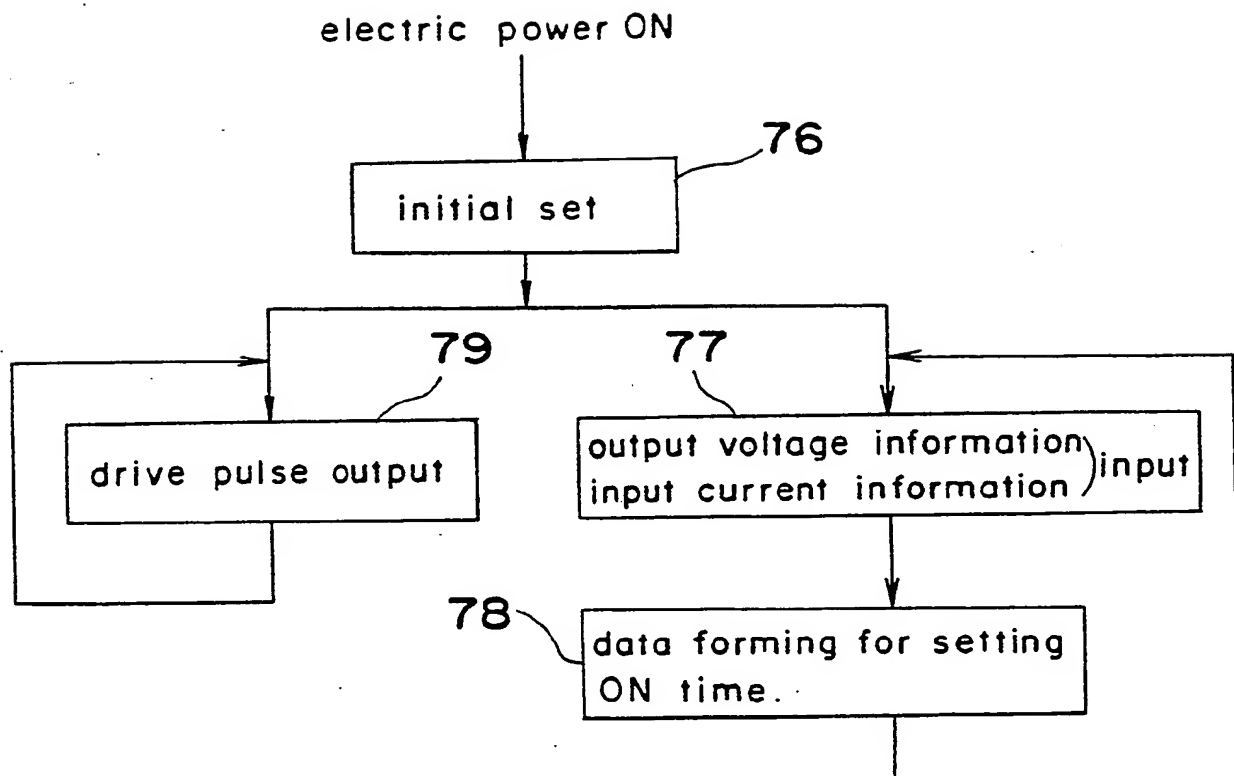 electric power ON
76
initial set
79
77
drive pulse output
output voltage information
input current information
input
78
data forming for setting
ON time.